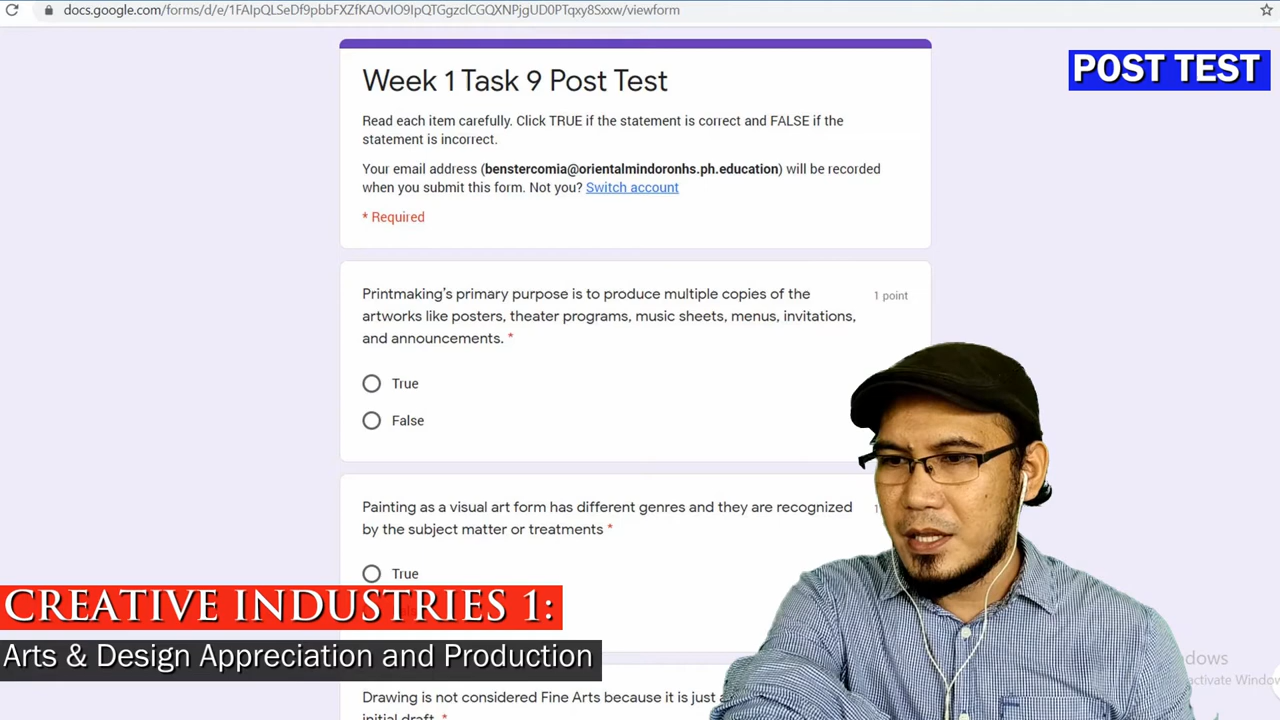 docs.google.com/forms/d/e/1FAIpQLSeDf9pbbFXZfKAOvIO9lpQTGgzclCGQXNPjgUD0PTqxy8Sxxw/viewform
POST TEST
Week 1 Task 9 Post Test
Read each item carefully. Click TRUE if the statement is correct and FALSE if the
statement is incorrect.
Your email address (benstercomia@orientalmindoronhs.ph.education) will be recorded
when you submit this form. Not you? Switch account
* Required
Printmaking's primary purpose is to produce multiple copies of the
artworks like posters, theater programs, music sheets, menus, invitations,
and announcements. *
1 point
True
False
Painting as a visual art form has different genres and they are recognized
by the subject matter or treatments *
True
CREATIVE INDUSTRIES 1:
Arts & Design Appreciation and Production
Drawing is not considered Fine Arts because it is just
initial draft. *